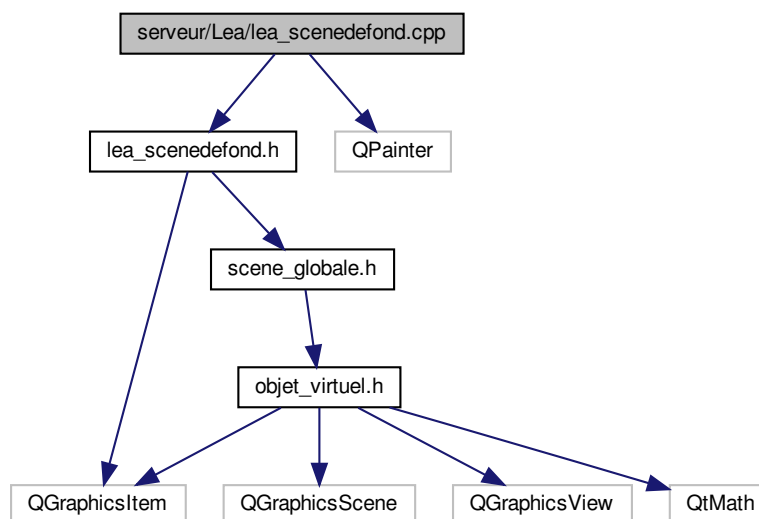 serveur/Lea/lea_scenedefond.cpp
lea_scenedefond.h
QPainter
scene_globale.h
objet_virtuel.h
QGraphicsItem
QGraphicsScene
QGraphicsView
QtMath